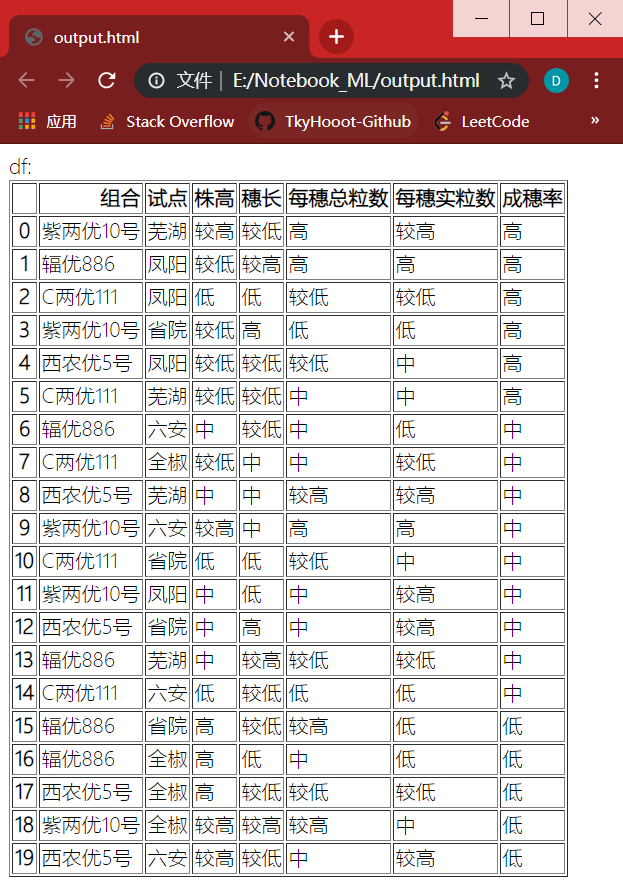 output.html
文件 E:/Notebook_ML/output.html D
应用 Stack Overflow TkyHooot-Github LeetCode »
df:
组合 试点 株高 穗长 每穗总粒数 每穗实粒数 成穗率
0 紫两优10号 芜湖 较高 较低 高 较高 高
1 辐优886 凤阳 较低 较高 高 高 高
2 C两优111 凤阳 低 低 较低 较低 高
3 紫两优10号 省院 较低 高 低 低 高
4 西农优5号 凤阳 较低 较低 较低 中 高
5 C两优111 芜湖 较低 较低 中 中 高
6 辐优886 六安 中 较低 中 低 中
7 C两优111 全椒 较低 中 中 较低 中
8 西农优5号 芜湖 中 中 较高 较高 中
9 紫两优10号 六安 较高 中 高 高 中
10 C两优111 省院 低 低 较低 中 中
11 紫两优10号 凤阳 中 低 中 较高 中
12 西农优5号 省院 中 高 中 较高 中
13 辐优886 芜湖 中 较高 较低 较低 中
14 C两优111 六安 低 较低 低 低 中
15 辐优886 省院 高 较低 较高 低 低
16 辐优886 全椒 高 低 中 低 低
17 西农优5号 全椒 高 较低 较低 较低 低
18 紫两优10号 全椒 较高 较高 较高 中 低
19 西农优5号 六安 较高 较低 中 较高 低